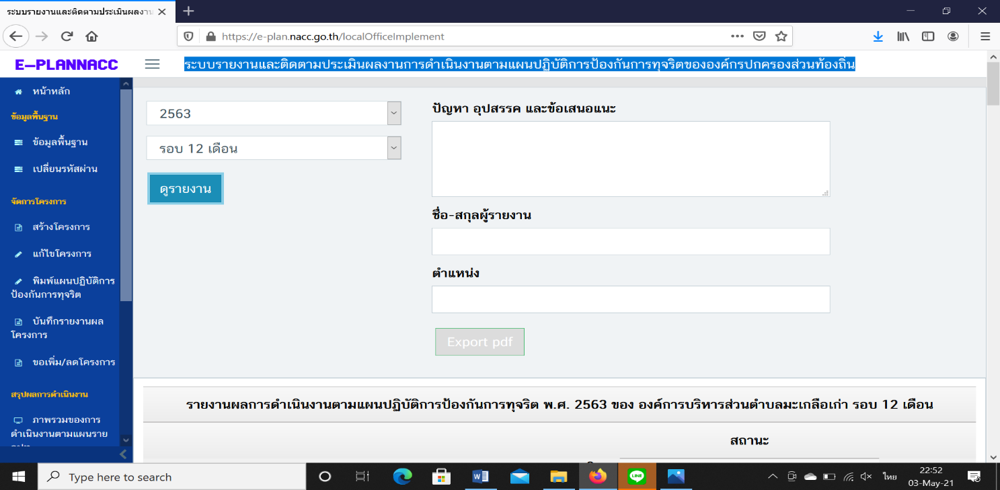 ระบบรายงานและติดตามประเมินผลงาน
https://e-plan.nacc.go.th/localOfficeImplement
E-PLANNACC
ระบบรายงานและติดตามประเมินผลงานการดำเนินงานตามแผนปฏิบัติการป้องกันการทุจริตขององค์กรปกครองส่วนท้องถิ่น
หน้าหลัก
ข้อมูลพื้นฐาน
ข้อมูลพื้นฐาน
เปลี่ยนรหัสผ่าน
จัดการโครงการ
สร้างโครงการ
แก้ไขโครงการ
พิมพ์แผนปฏิบัติการ
ป้องกันการทุจริต
บันทึกรายงานผล
โครงการ
ขอเพิ่ม/ลดโครงการ
สรุปผลการดำเนินงาน
ภาพรวมของการ
ดำเนินงานตามแผนราย
2563
รอบ 12 เดือน
ดูรายงาน
ปัญหา อุปสรรค และข้อเสนอแนะ
ชื่อ-สกุลผู้รายงาน
ตำแหน่ง
Export pdf
รายงานผลการดำเนินงานตามแผนปฏิบัติการป้องกันการทุจริต พ.ศ. 2563 ของ องค์การบริหารส่วนตำบลมะเกลือเก่า รอบ 12 เดือน
สถานะ
Type here to search
LINE
ไทย
22:52
03-May-21